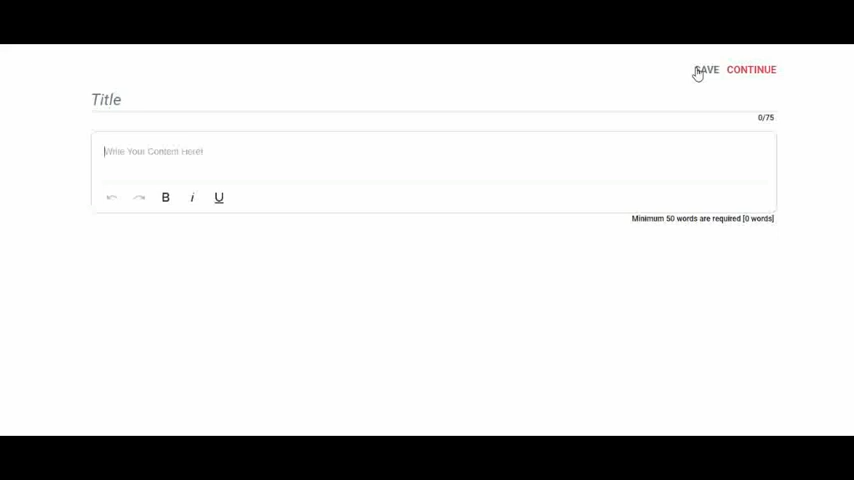 SAVE CONTINUE
Title
0/75
Write Your Content Here!
B i U
Minimum 50 words are required [0 words]